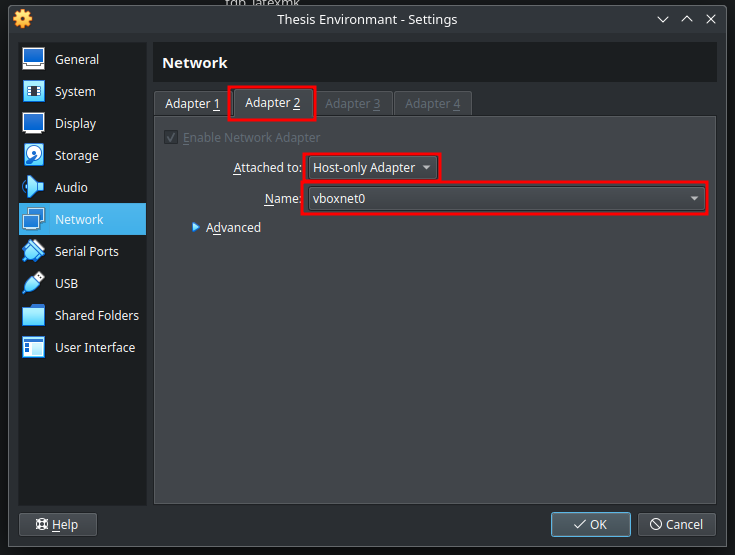 fdb_latexmk
Thesis Environmant - Settings
General
System
Display
Storage
Audio
Network
Serial Ports
USB
Shared Folders
User Interface
Network
Adapter 1 Adapter 2 Adapter 3 Adapter 4
Enable Network Adapter
Attached to: Host-only Adapter
Name: vboxnet0
Advanced
Help OK Cancel